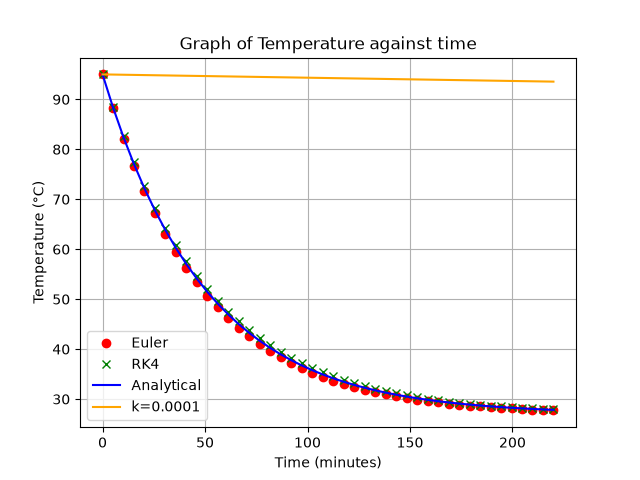 Graph of Temperature against time
Temperature (°C)
90
80
70
60
50
40
30
Euler
RK4
Analytical
k=0.0001
0
50
100
150
200
Time (minutes)